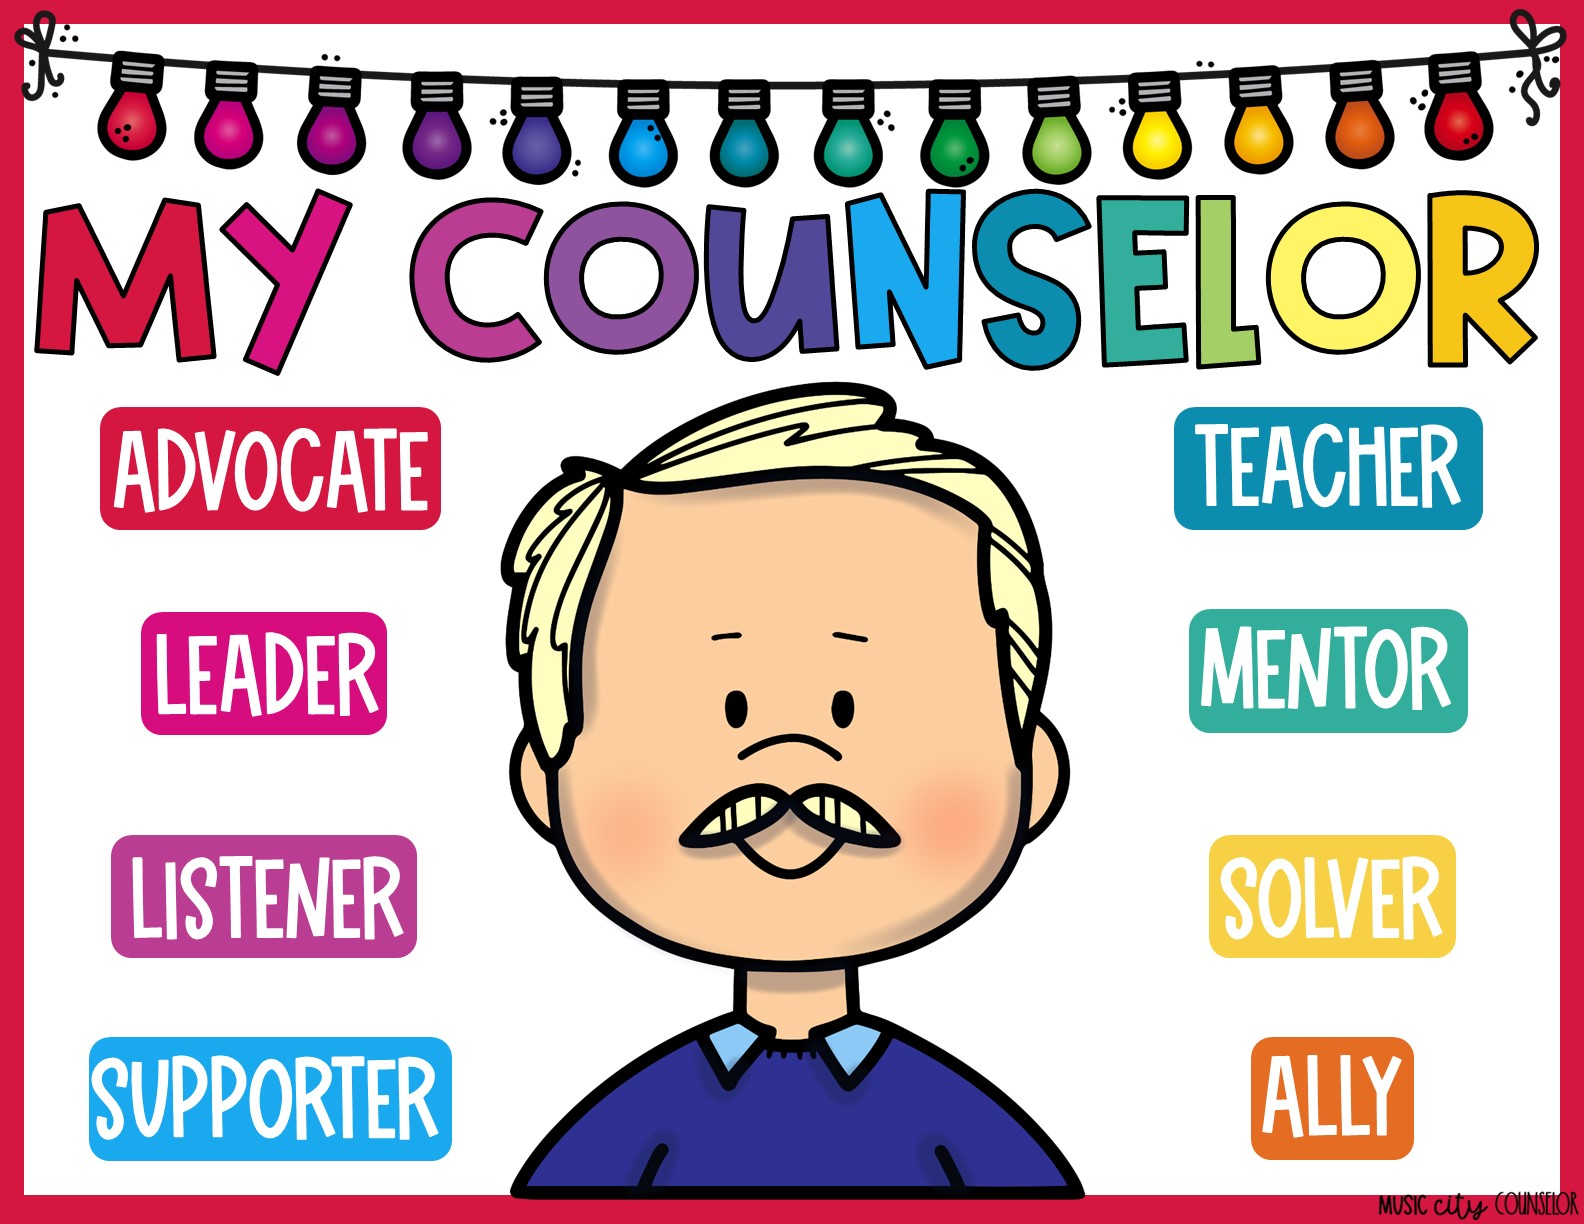 MY COUNSELOR
ADVOCATE
TEACHER
LEADER
MENTOR
LISTENER
SOLVER
SUPPORTER
ALLY
MUSIC city COUNSELOR